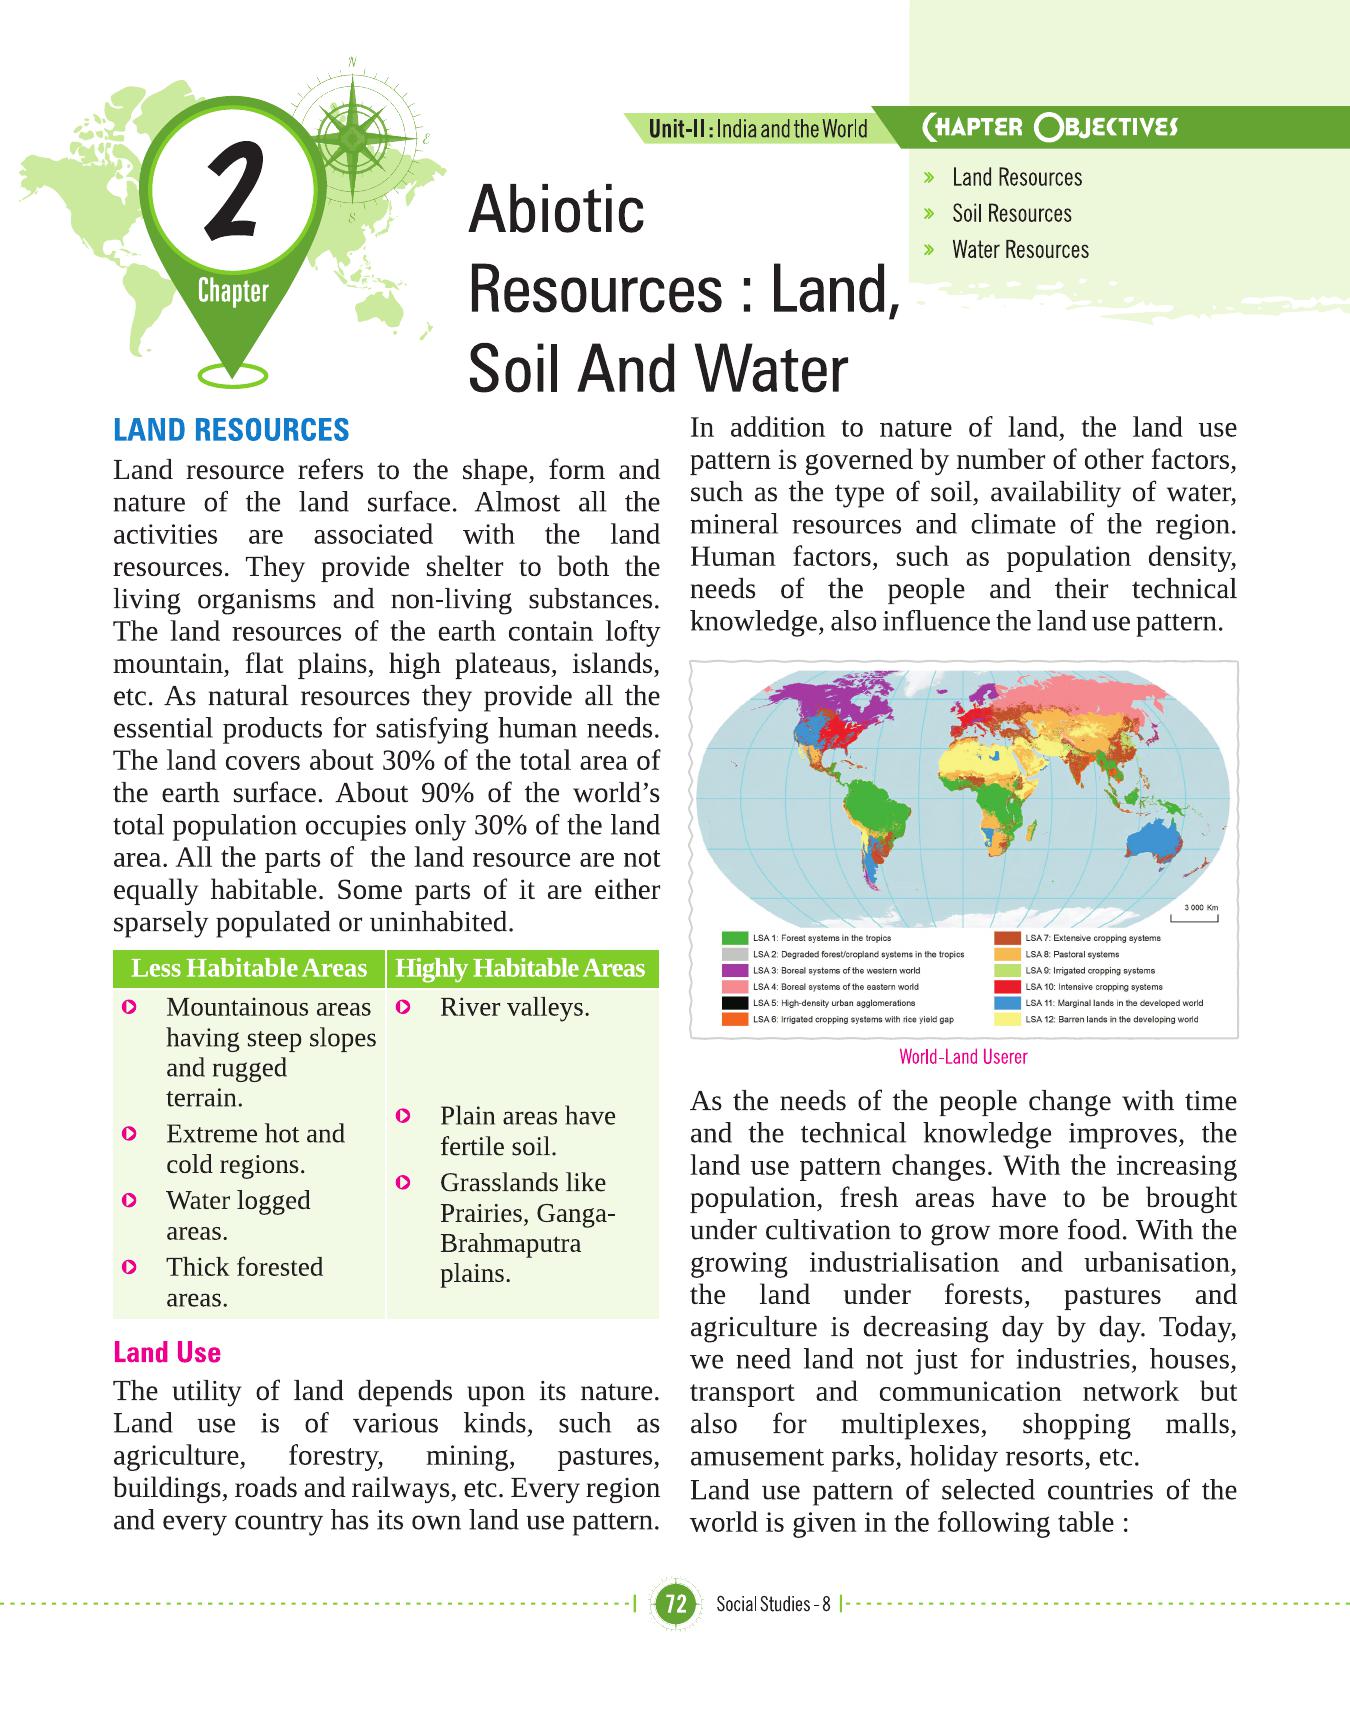 N
E
S
2
Chapter
Unit-II : India and the World
CHAPTER OBJECTIVES
Land Resources
Soil Resources
Water Resources
Abiotic
Resources : Land,
Soil And Water
LAND RESOURCES
Land resource refers to the shape, form and
nature of the land surface. Almost all the
activities are associated with the land
resources. They provide shelter to both the
living organisms and non-living substances.
The land resources of the earth contain lofty
mountain, flat plains, high plateaus, islands,
etc. As natural resources they provide all the
essential products for satisfying human needs.
The land covers about 30% of the total area of
the earth surface. About 90% of the world's
total population occupies only 30% of the land
area. All the parts of the land resource are not
equally habitable. Some parts of it are either
sparsely populated or uninhabited.
Less Habitable Areas
Mountainous areas
having steep slopes
and rugged
terrain.
Extreme hot and
cold regions.
Water logged
areas.
Thick forested
areas.
Highly Habitable Areas
River valleys.
Plain areas have
fertile soil.
Grasslands like
Prairies, Ganga-
Brahmaputra
plains.
Land Use
The utility of land depends upon its nature.
Land use is of various kinds, such as
agriculture, forestry, mining, pastures,
buildings, roads and railways, etc. Every region
and every country has its own land use pattern.
In addition to nature of land, the land use
pattern is governed by number of other factors,
such as the type of soil, availability of water,
mineral resources and climate of the region.
Human factors, such as population density,
needs of the people and their technical
knowledge, also influence the land use pattern.
3 000 Km
LSA 1: Forest systems in the tropics
LSA 2: Degraded forest/cropland systems in the tropics
LSA 3: Boreal systems of the western world
LSA 4: Boreal systems of the eastern world
LSA 5: High-density urban agglomerations
LSA 6: Irrigated cropping systems with rice yield gap
LSA 7: Extensive cropping systems
LSA 8: Pastoral systems
LSA 9: Irrigated cropping systems
LSA 10: Intensive cropping systems
LSA 11: Marginal lands in the developed world
LSA 12: Barren lands in the developing world
World-Land Userer
As the needs of the people change with time
and the technical knowledge improves, the
land use pattern changes. With the increasing
population, fresh areas have to be brought
under cultivation to grow more food. With the
growing industrialisation and urbanisation,
the land under forests, pastures and
agriculture is decreasing day by day. Today,
we need land not just for industries, houses,
transport and communication network but
also for multiplexes, shopping malls,
amusement parks, holiday resorts, etc.
Land use pattern of selected countries of the
world is given in the following table :
72
Social Studies - 8